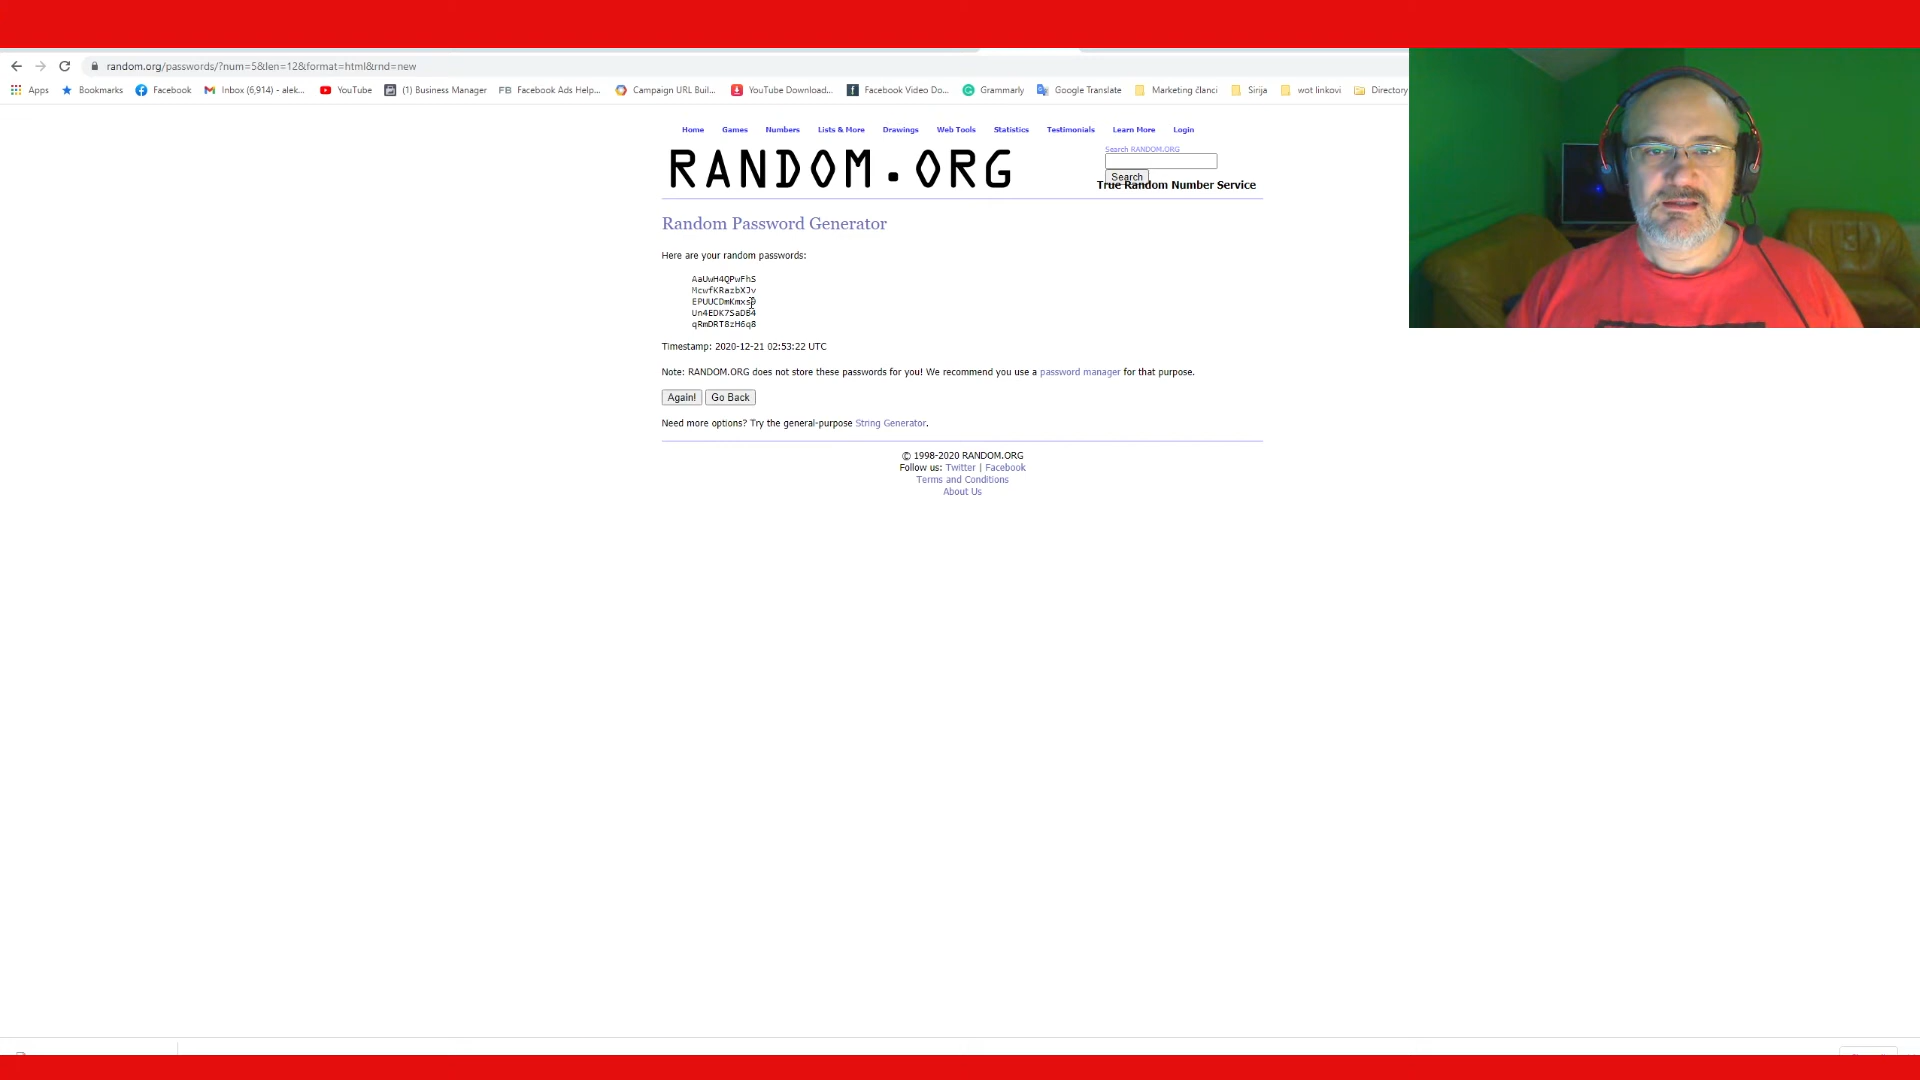 random.org/passwords/?num=5&len=12&format=html&rnd=new
Apps Bookmarks Facebook Inbox (6,914) - alek... YouTube (1) Business Manager FB Facebook Ads Help... Campaign URL Buil... YouTube Download... f Facebook Video Do... Grammarly Google Translate Marketing članci Sirija wot linkovi Directory
Home Games Numbers Lists & More Drawings Web Tools Statistics Testimonials Learn More Login
RANDOM.ORG
Search RANDOM.ORG
Search
True Random Number Service
Random Password Generator
Here are your random passwords:
AaUwH4QPwFhS
McwfKRazbXJv
EPUUCDmKmxs9
Un4EDK7SaDB4
qRmDRT8zH6q8
Timestamp: 2020-12-21 02:53:22 UTC
Note: RANDOM.ORG does not store these passwords for you! We recommend you use a password manager for that purpose.
Again! Go Back
Need more options? Try the general-purpose String Generator.
© 1998-2020 RANDOM.ORG
Follow us: Twitter | Facebook
Terms and Conditions
About Us